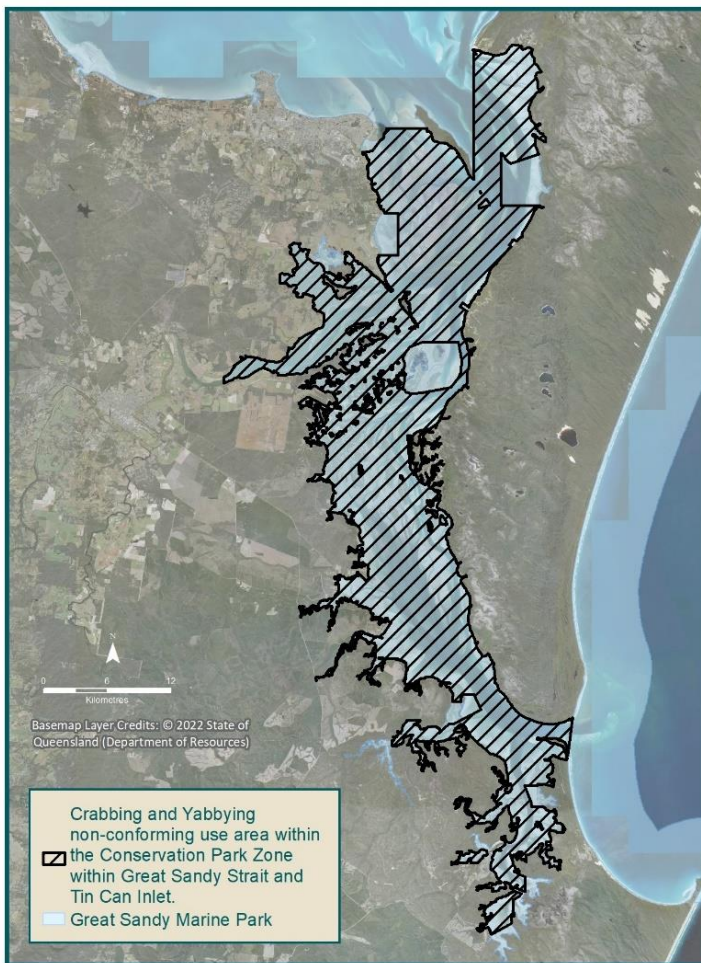 N
0 6 12
Kilometres
Basemap Layer Credits: © 2022 State of
Queensland (Department of Resources)
Crabbing and Yabbying
non-conforming use area within
the Conservation Park Zone
within Great Sandy Strait and
Tin Can Inlet.
Great Sandy Marine Park